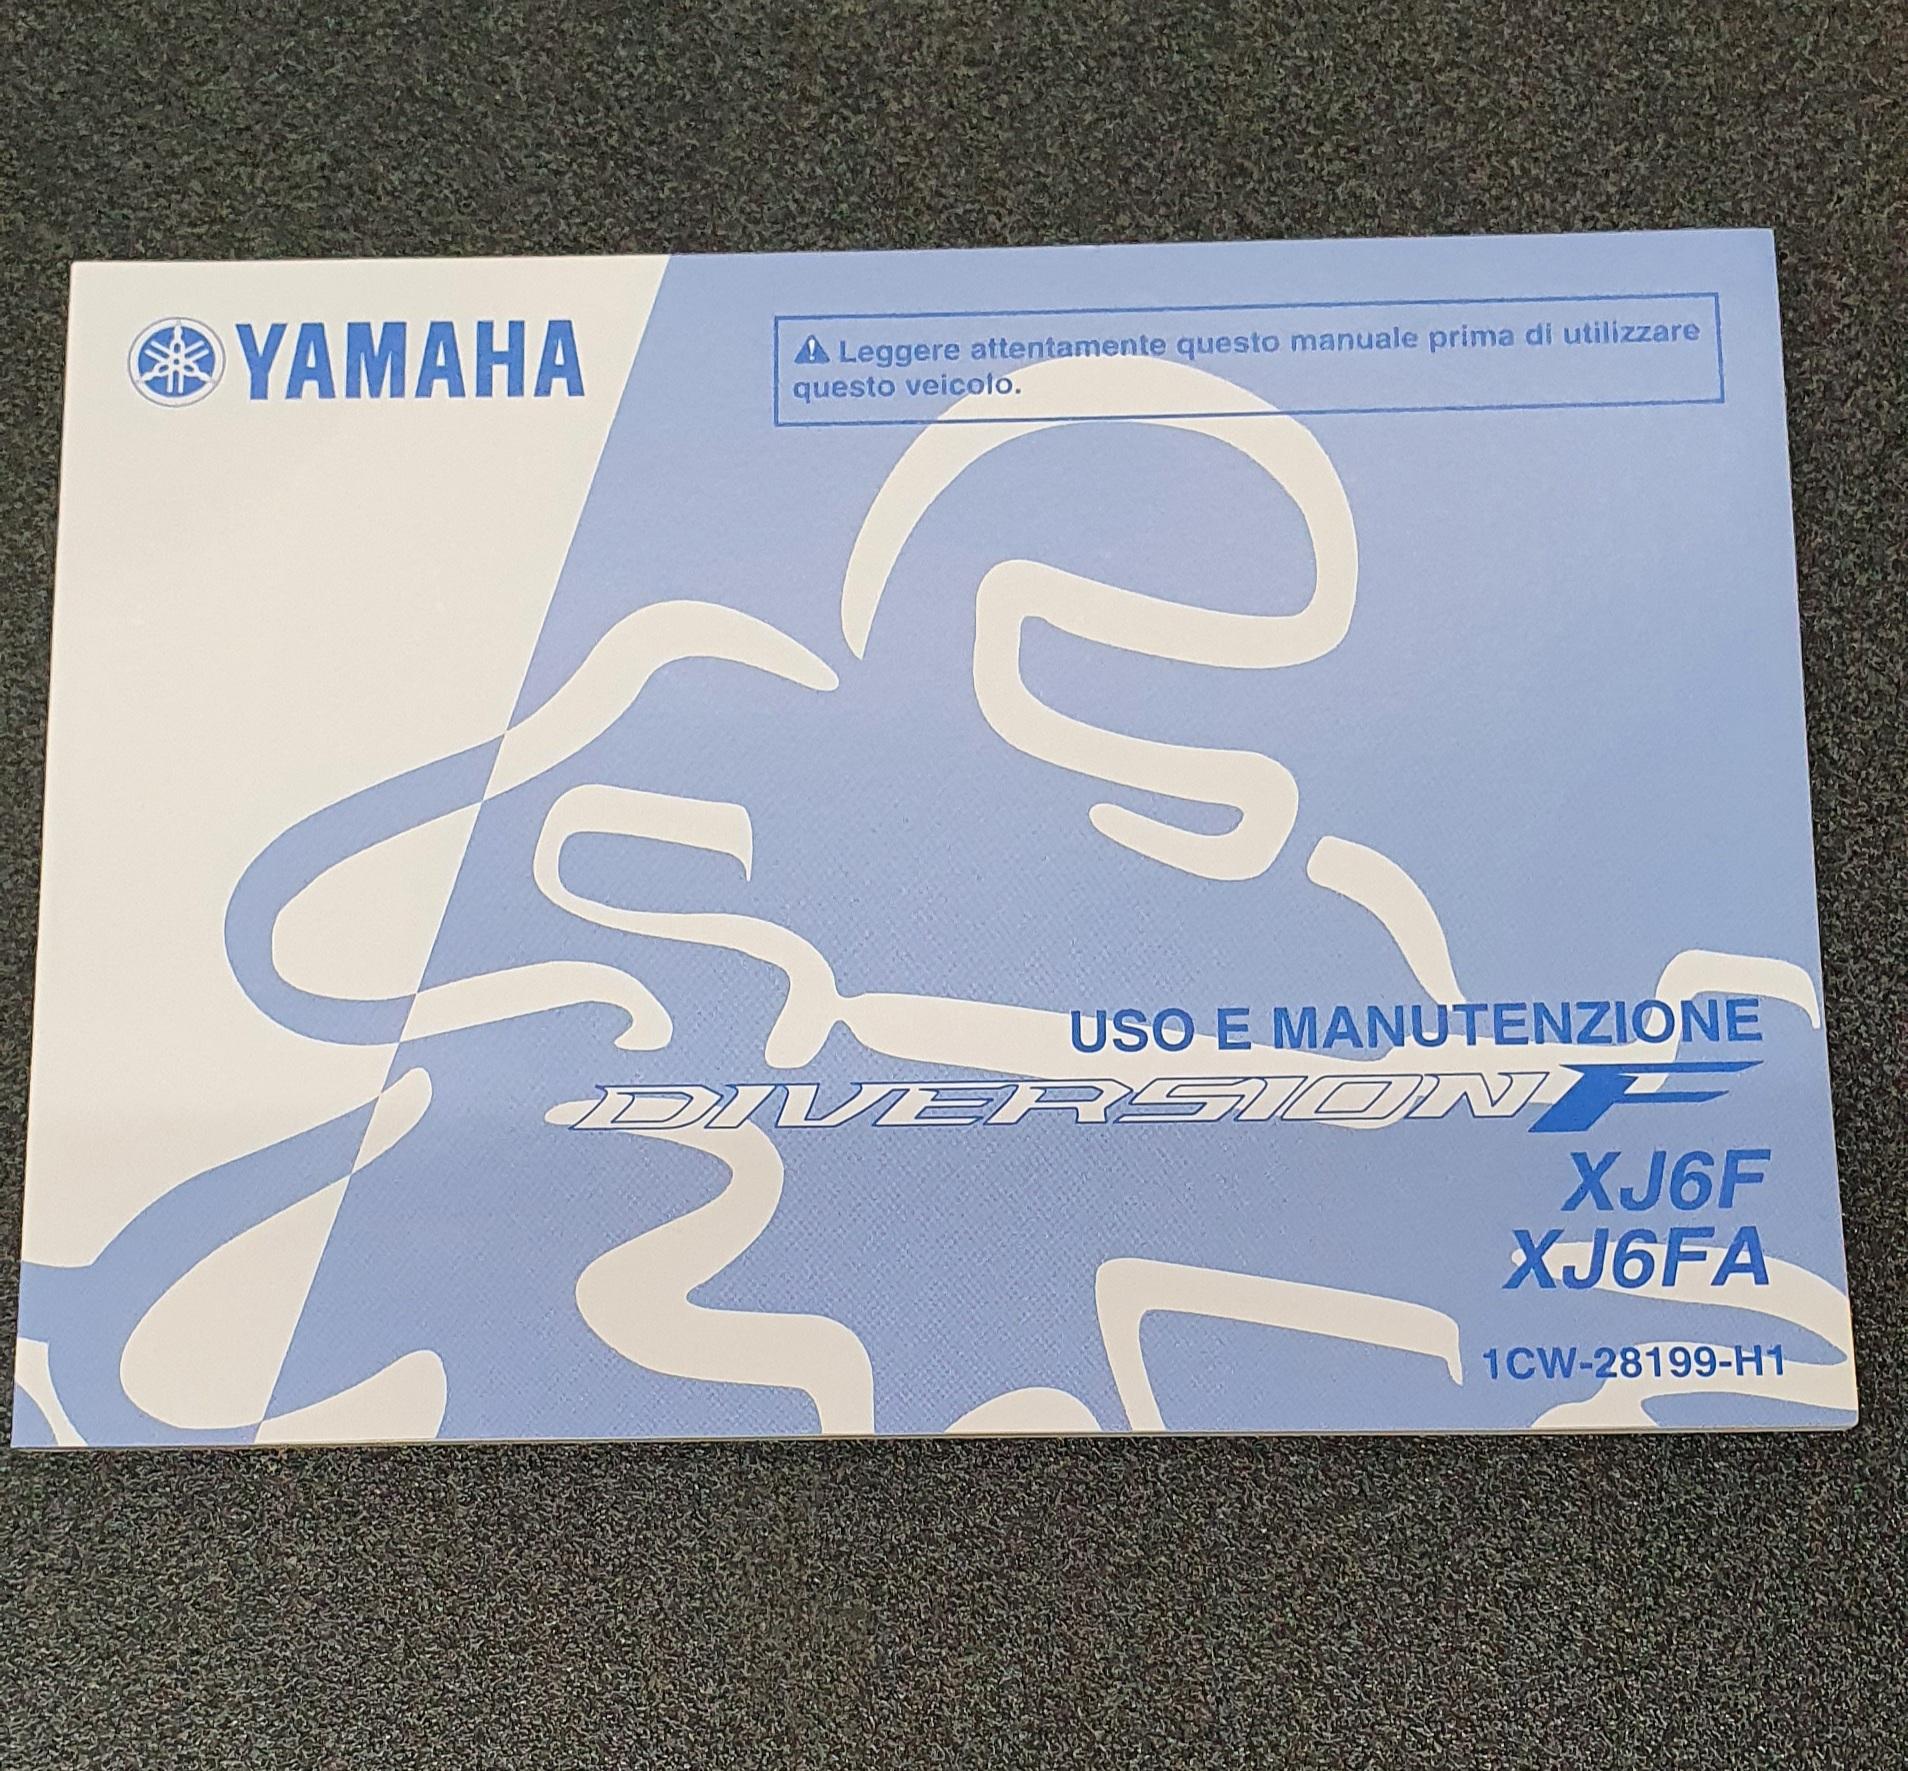 YAMAHA
⚠ Leggere attentamente questo manuale prima di utilizzare
questo veicolo.
USO E MANUTENZIONE
DIVERSION F
XJ6F
XJ6FA
1CW-28199-H1